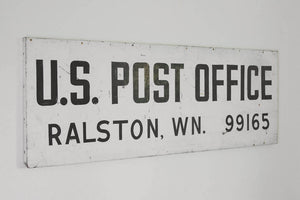 U.S. POST OFFICE
RALSTON, WN. 99165